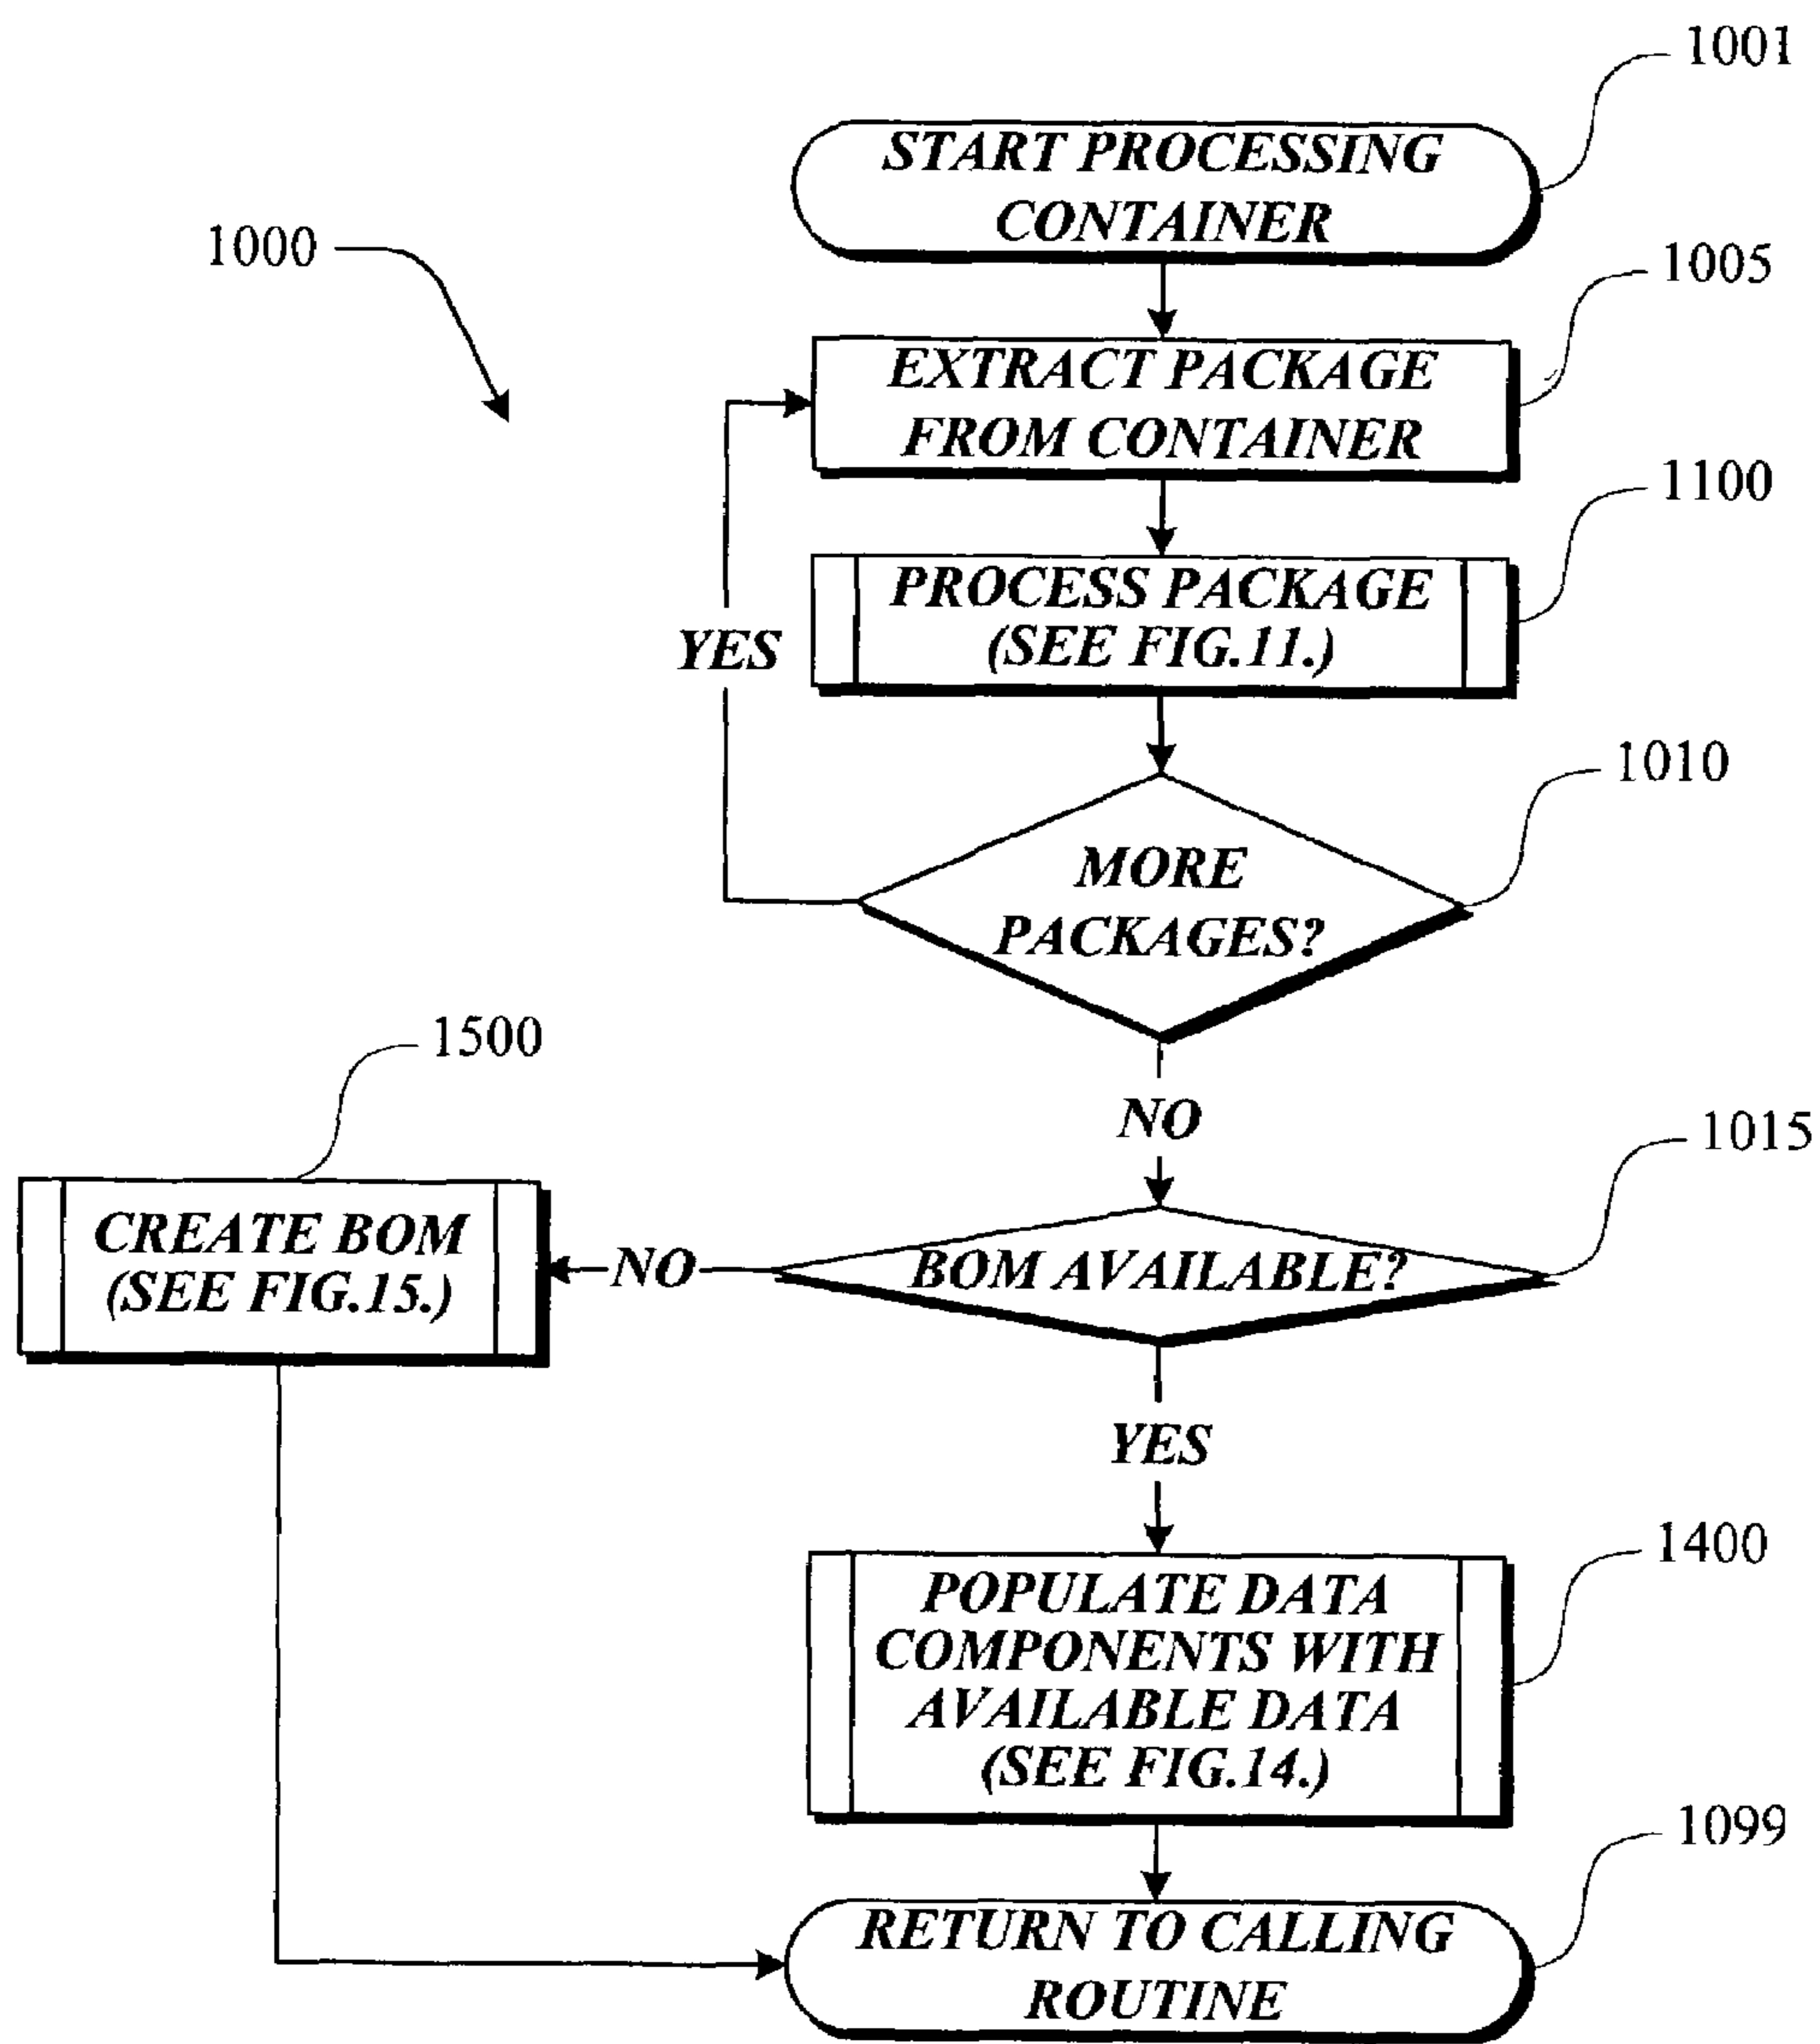 1001
START PROCESSING
CONTAINER
1000
1005
EXTRACT PACKAGE
FROM CONTAINER
1100
PROCESS PACKAGE
(SEE FIG.11.)
YES
1010
MORE
PACKAGES?
1500
NO
1015
CREATE BOM
(SEE FIG.15.)
NO
BOM AVAILABLE?
YES
1400
POPULATE DATA
COMPONENTS WITH
AVAILABLE DATA
(SEE FIG.14.)
1099
RETURN TO CALLING
ROUTINE